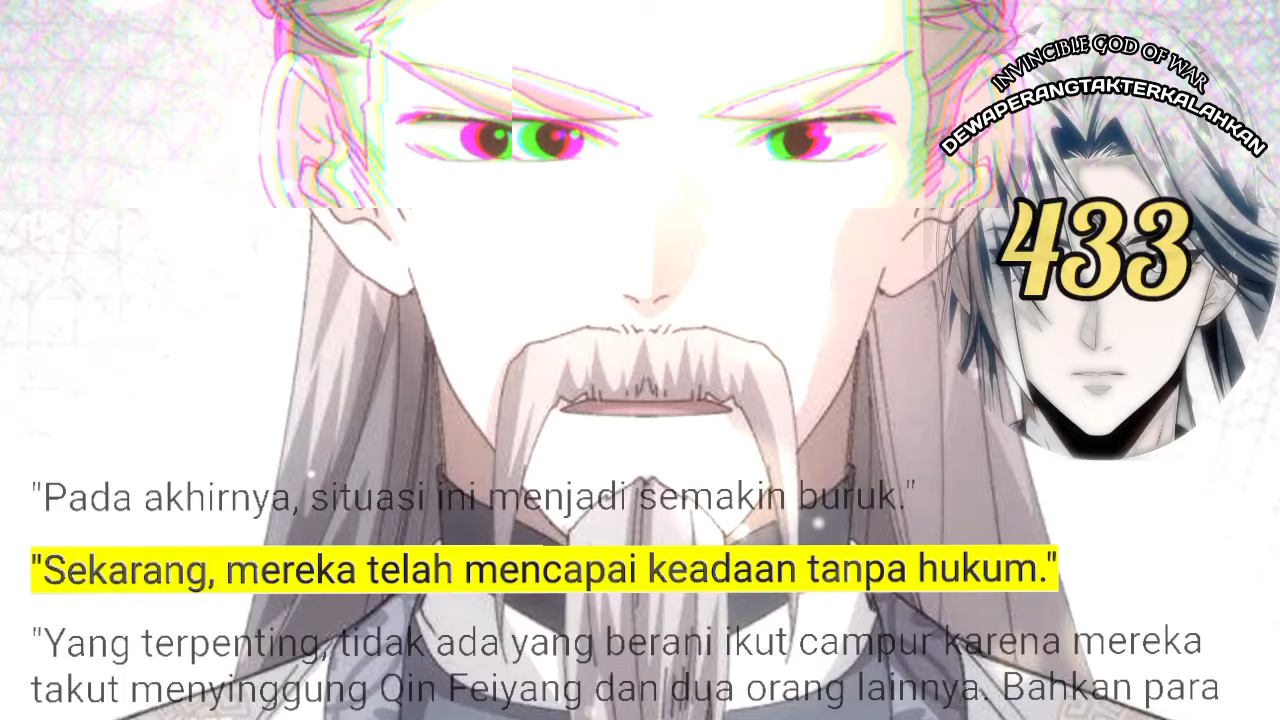 INVINCIBLE GOD OF WAR
DEWAPERANGTAKTERKALAHKAN
433
"Pada akhirnya, situasi ini menjadi semakin buruk."
"Sekarang, mereka telah mencapai keadaan tanpa hukum."
"Yang terpenting, tidak ada yang berani ikut campur karena mereka
takut menyinggung Qin Feiyang dan dua orang lainnya. Bahkan para